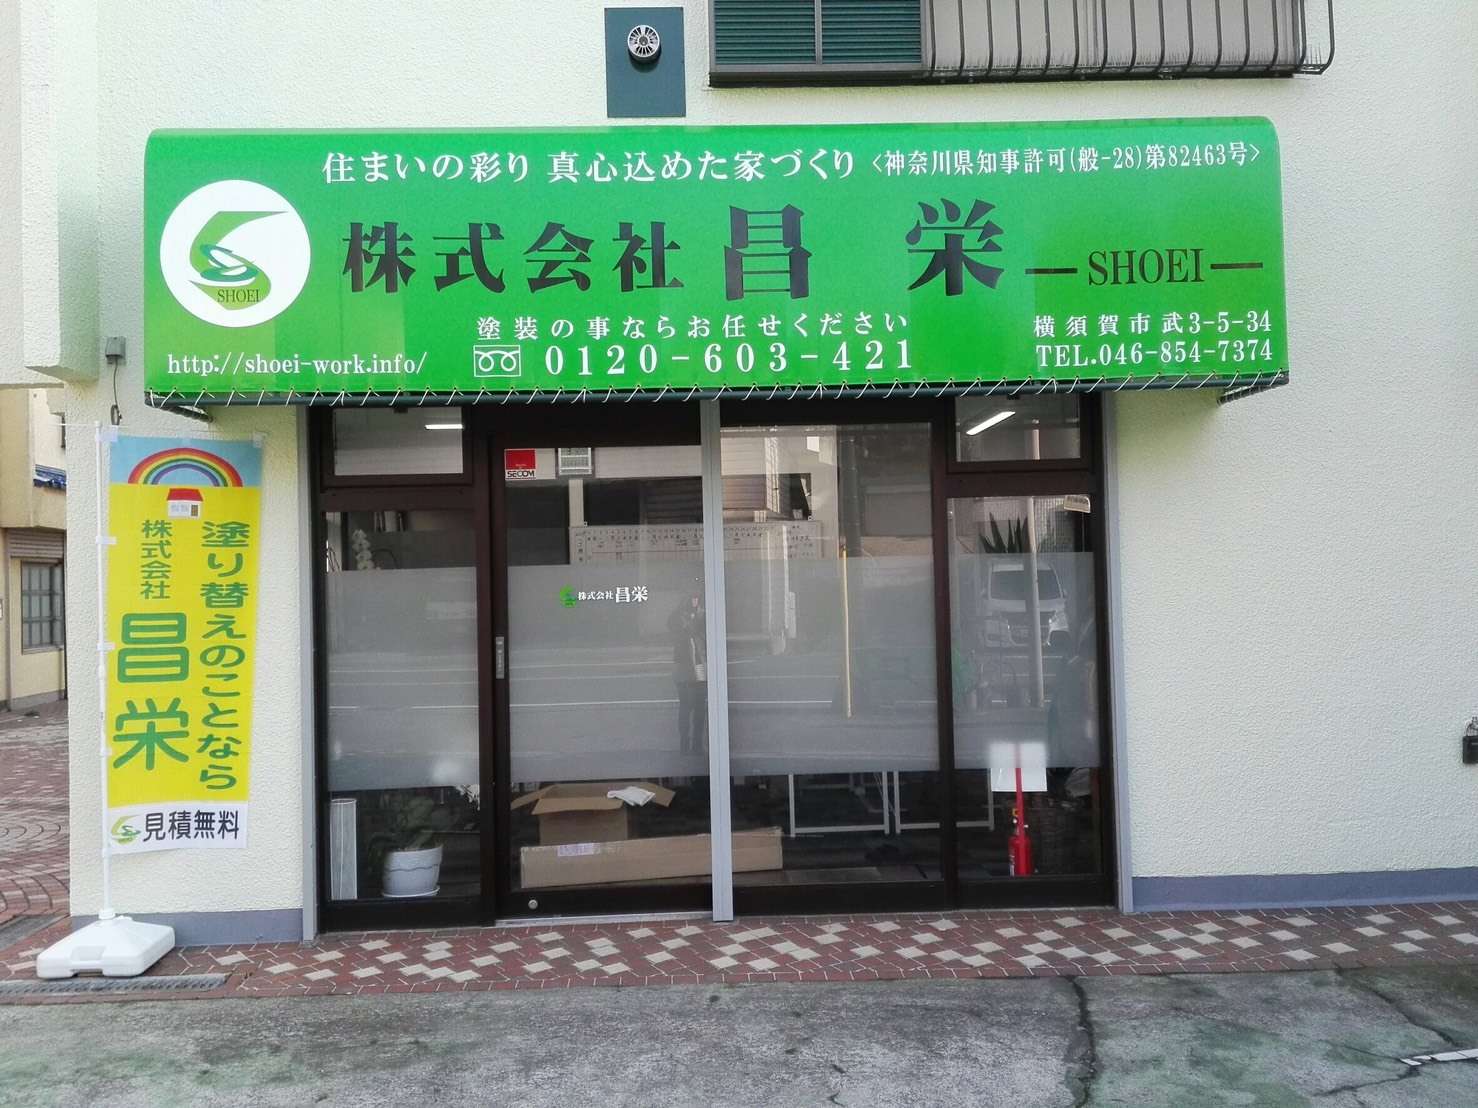 住まいの彩り 真心込めた家づくり <神奈川県知事許可(般-28)第82463号>
SHOEI
株式会社 昌栄 ―SHOEI―
塗装の事ならお任せください
0120-603-421
http://shoei-work.info/
横須賀市武3-5-34
TEL.046-854-7374
SECOM
株式会社昌栄
塗り替えのことなら
株式会社
昌栄
見積無料